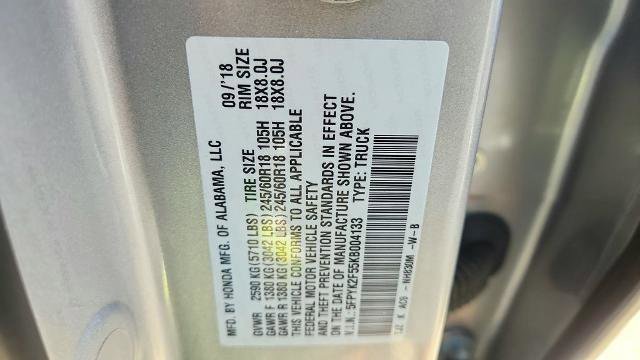 MFD. BY HONDA MFG. OF ALABAMA, LLC 09/'18
TIRE SIZE RIM SIZE
GVWR 2590 KG(5710 LBS)
GAWR F 1380 KG(3042 LBS) 245/60R18 105H 18X8.0J
GAWR R 1380 KG(3042 LBS) 245/60R18 105H 18X8.0J
THIS VEHICLE CONFORMS TO ALL APPLICABLE
FEDERAL MOTOR VEHICLE SAFETY
AND THEFT PREVENTION STANDARDS IN EFFECT
ON THE DATE OF MANUFACTURE SHOWN ABOVE.
V.I.N.: 5FPYK2F55KB004133 TYPE: TRUCK
NH830M -W-B